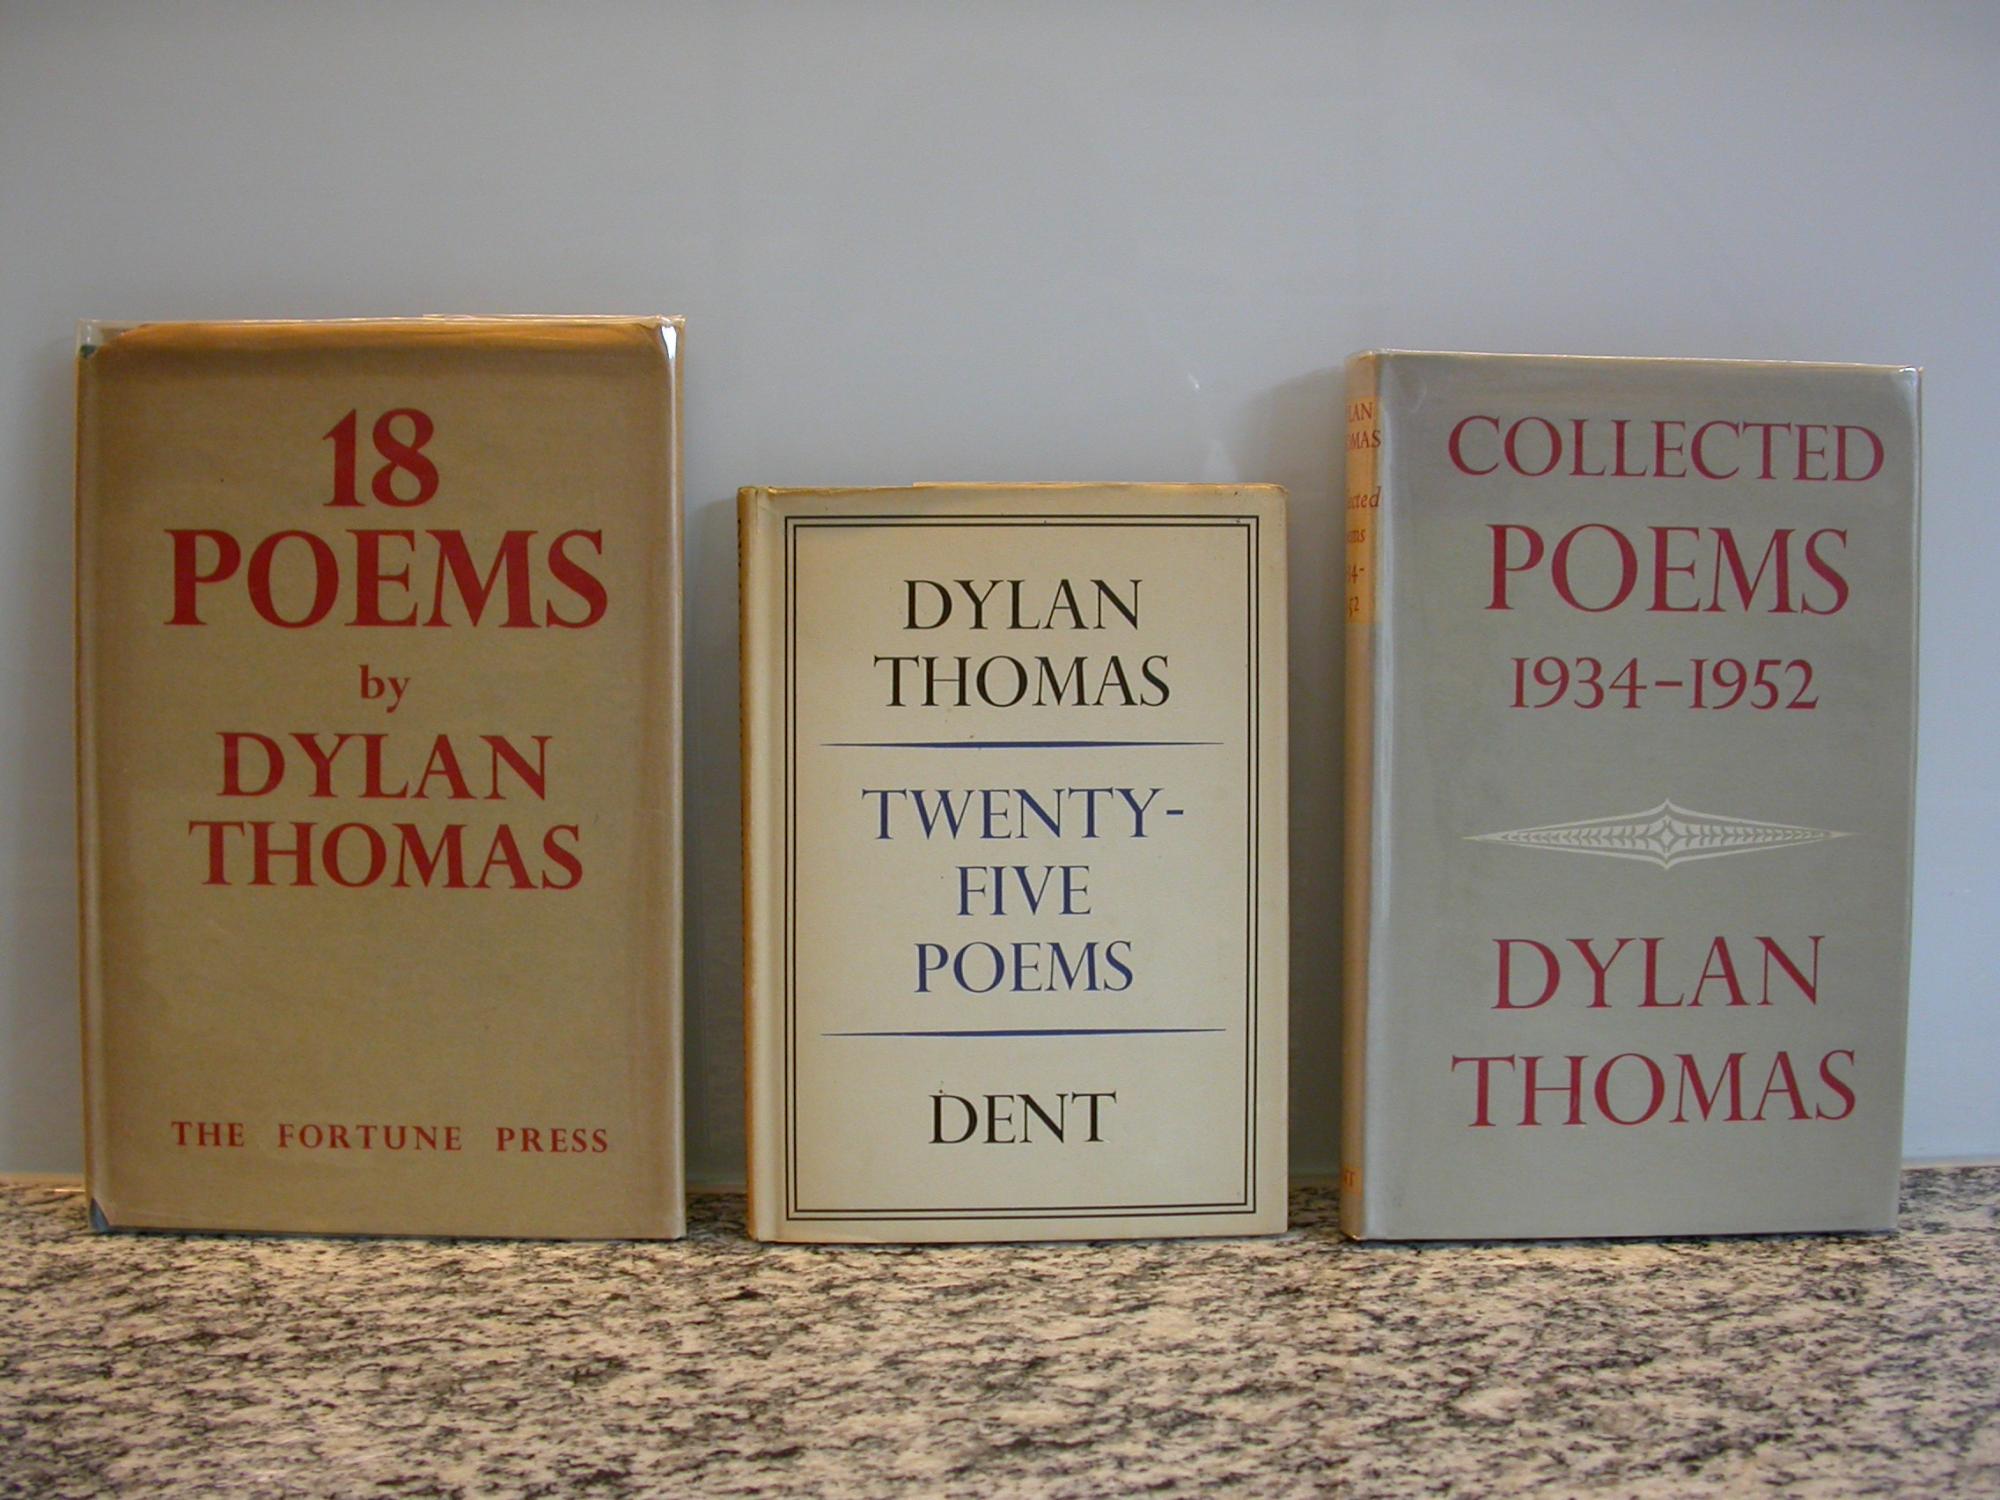 18
POEMS
by
DYLAN
THOMAS
THE FORTUNE PRESS
DYLAN
THOMAS
TWENTY-
FIVE
POEMS
DENT
COLLECTED
POEMS
1934-1952
DYLAN
THOMAS